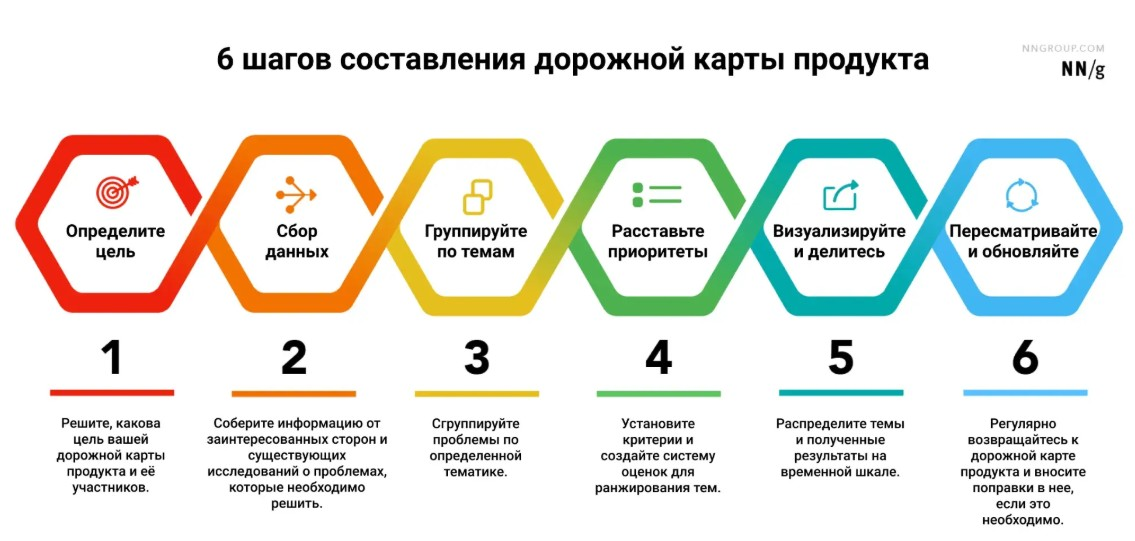 6 шагов составления дорожной карты продукта
NNGROUP.COM
NN/g
Определите
цель
Сбор
данных
Группируйте
по темам
Расставьте
приоритеты
Визуализируйте
и делитесь
Пересматривайте
и обновляйте
1
2
3
4
5
6
Решите, какова
цель вашей
дорожной карты
продукта и её
участников.
Соберите информацию от
заинтересованных сторон и
существующих
исследований о проблемах,
которые необходимо
решить.
Сгруппируйте
проблемы по
определенной
тематике.
Установите
критерии и
создайте систему
оценок для
ранжирования тем.
Распределите темы
и полученные
результаты на
временной шкале.
Регулярно
возвращайтесь к
дорожной карте
продукта и вносите
поправки в нее,
если это
необходимо.